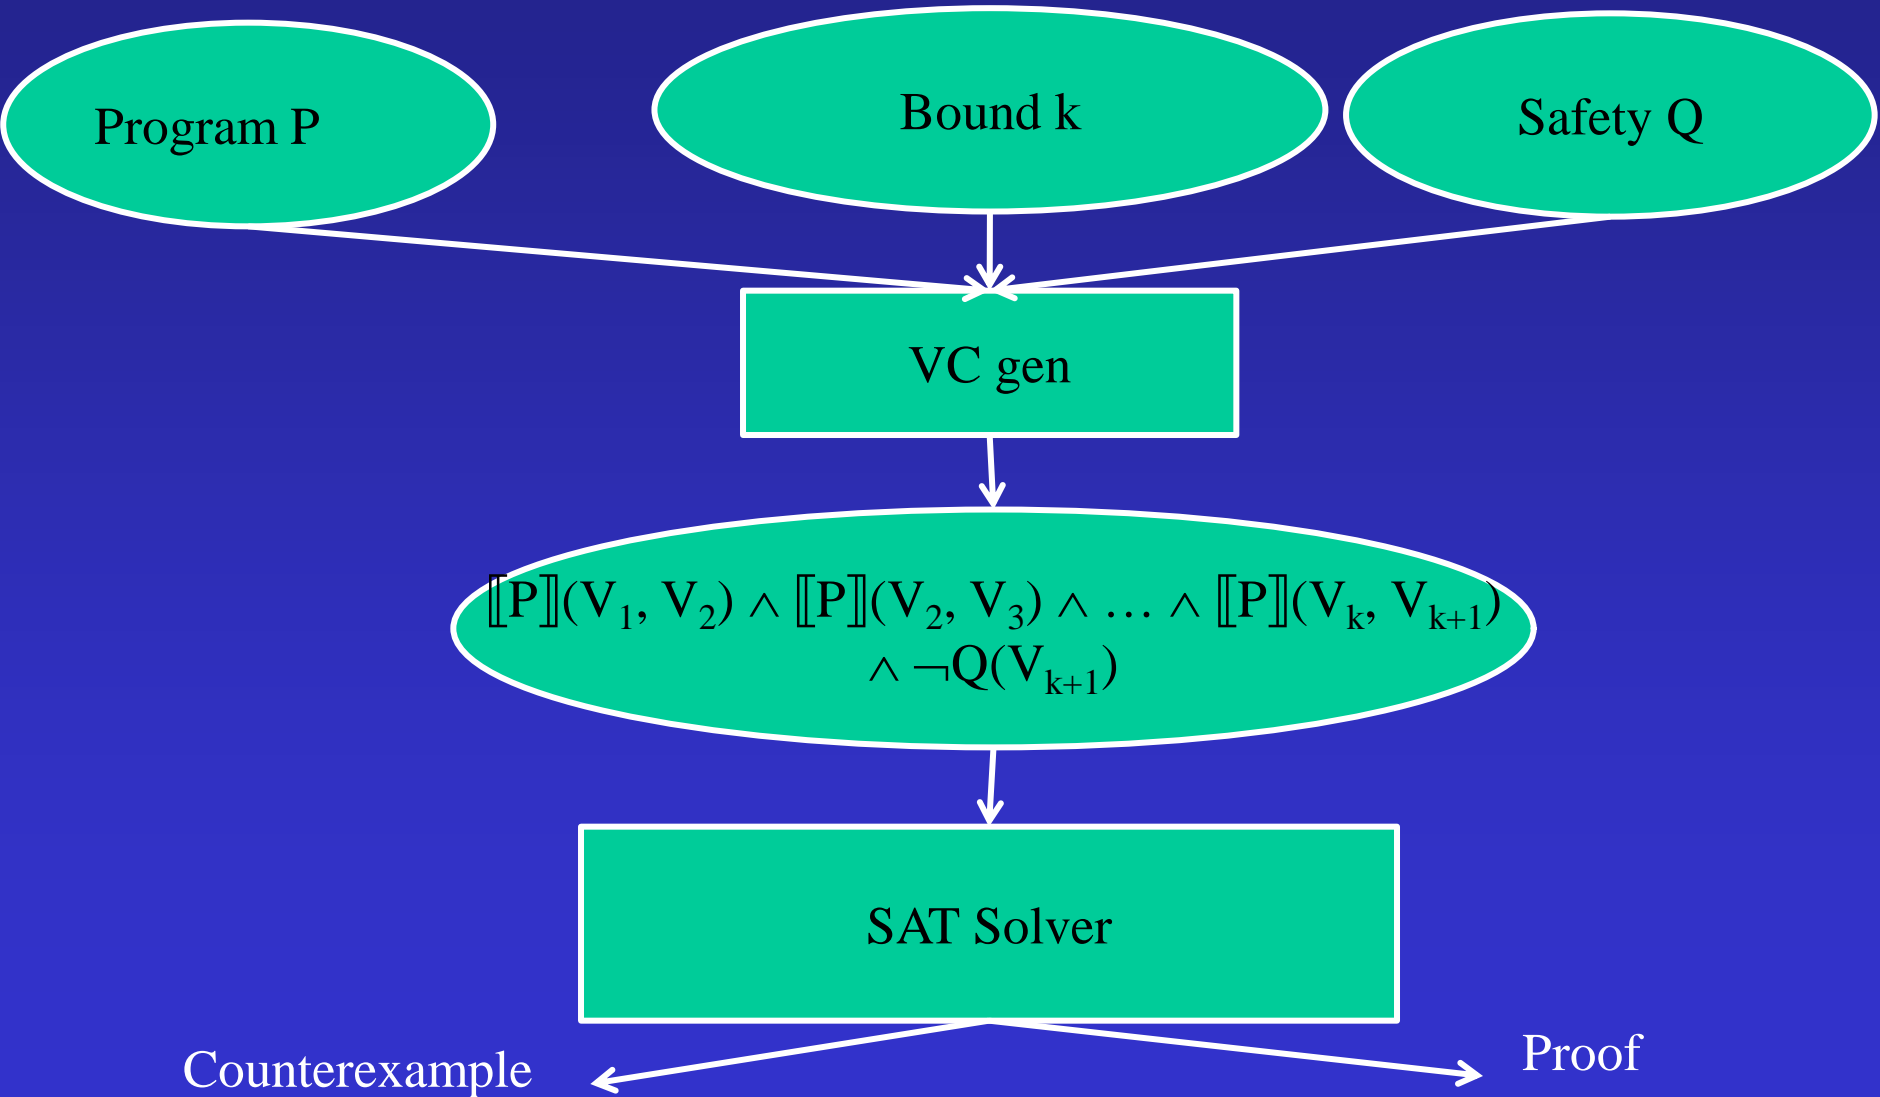 Program P
Bound k
Safety Q
VC gen
⟦P⟧(V₁, V₂) ∧ ⟦P⟧(V₂, V₃) ∧ … ∧ ⟦P⟧(Vₖ, Vₖ₊₁)
∧ ¬Q(Vₖ₊₁)
SAT Solver
Counterexample
Proof